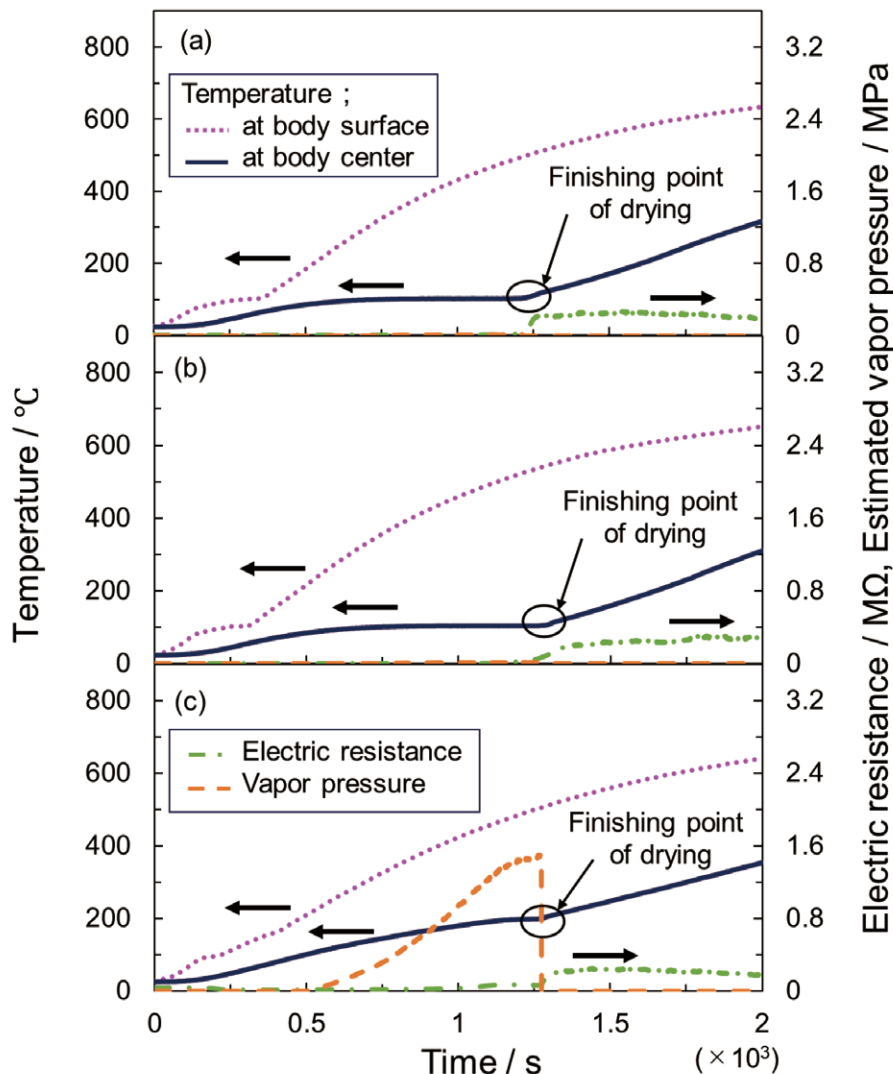 Temperature / °C
Electric resistance / MΩ, Estimated vapor pressure / MPa
(a)
800
600
400
200
0
3.6
3.2
2.4
1.6
0.8
0
Temperature ;
at body surface
at body center
Finishing point
of drying
(b)
800
600
400
200
0
3.2
2.4
1.6
0.8
0
Finishing point
of drying
(c)
800
600
400
200
0
3.2
2.4
1.6
0.8
0
Electric resistance
Vapor pressure
Finishing point
of drying
0
0.5
1
1.5
2
Time / s
(×10³)